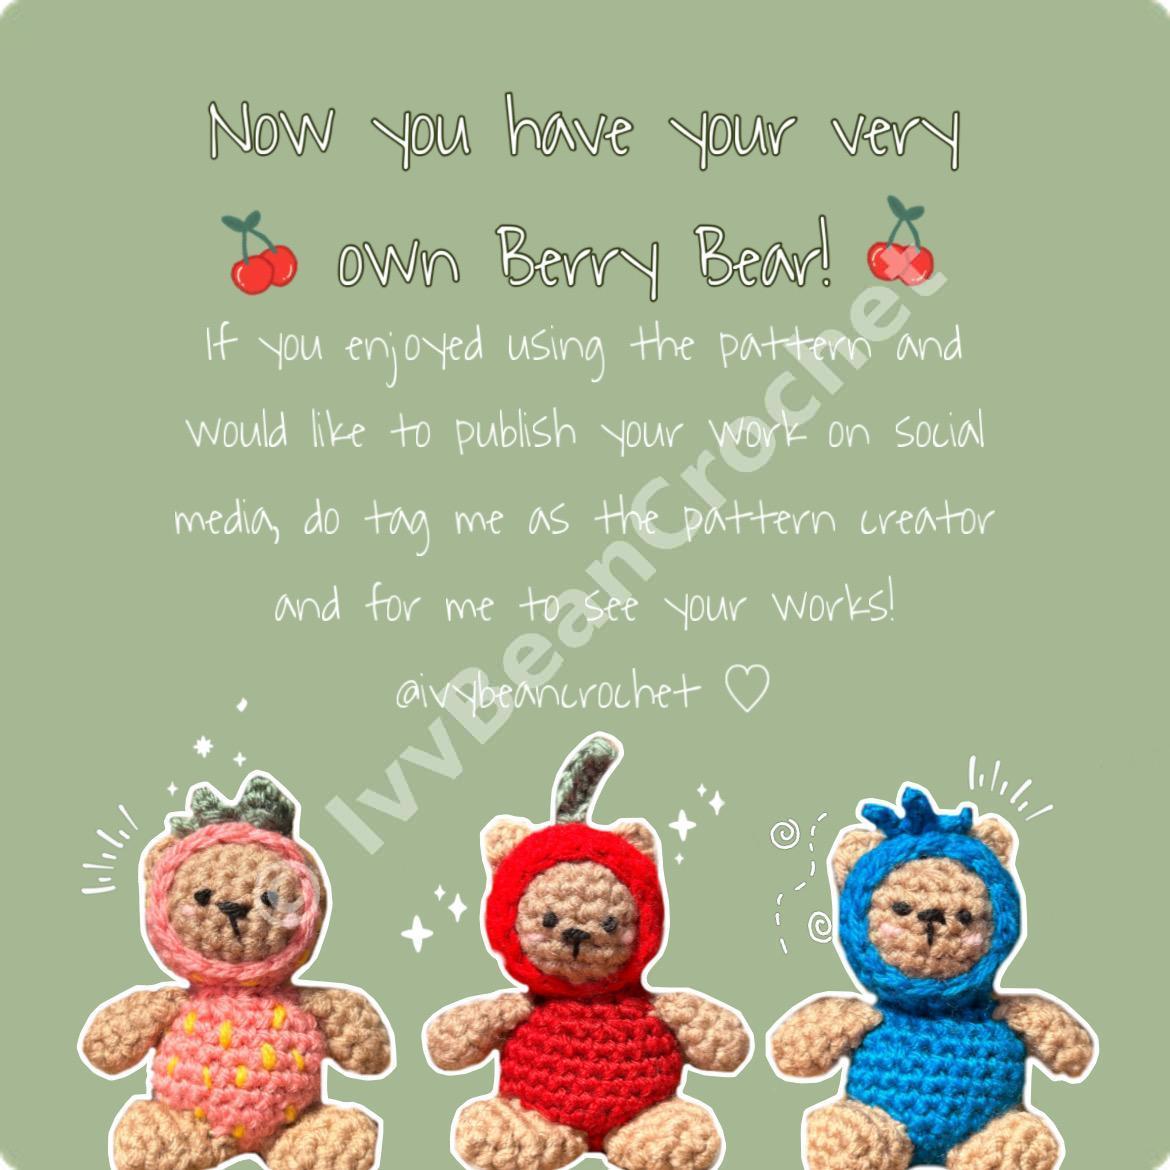 Now you have your very
own Berry Bear!
If you enjoyed using the pattern and
would like to publish your work on social
media, do tag me as the pattern creator
and for me to see your works!
@ivybeancrochet ♡
© IvyBeanCrochet